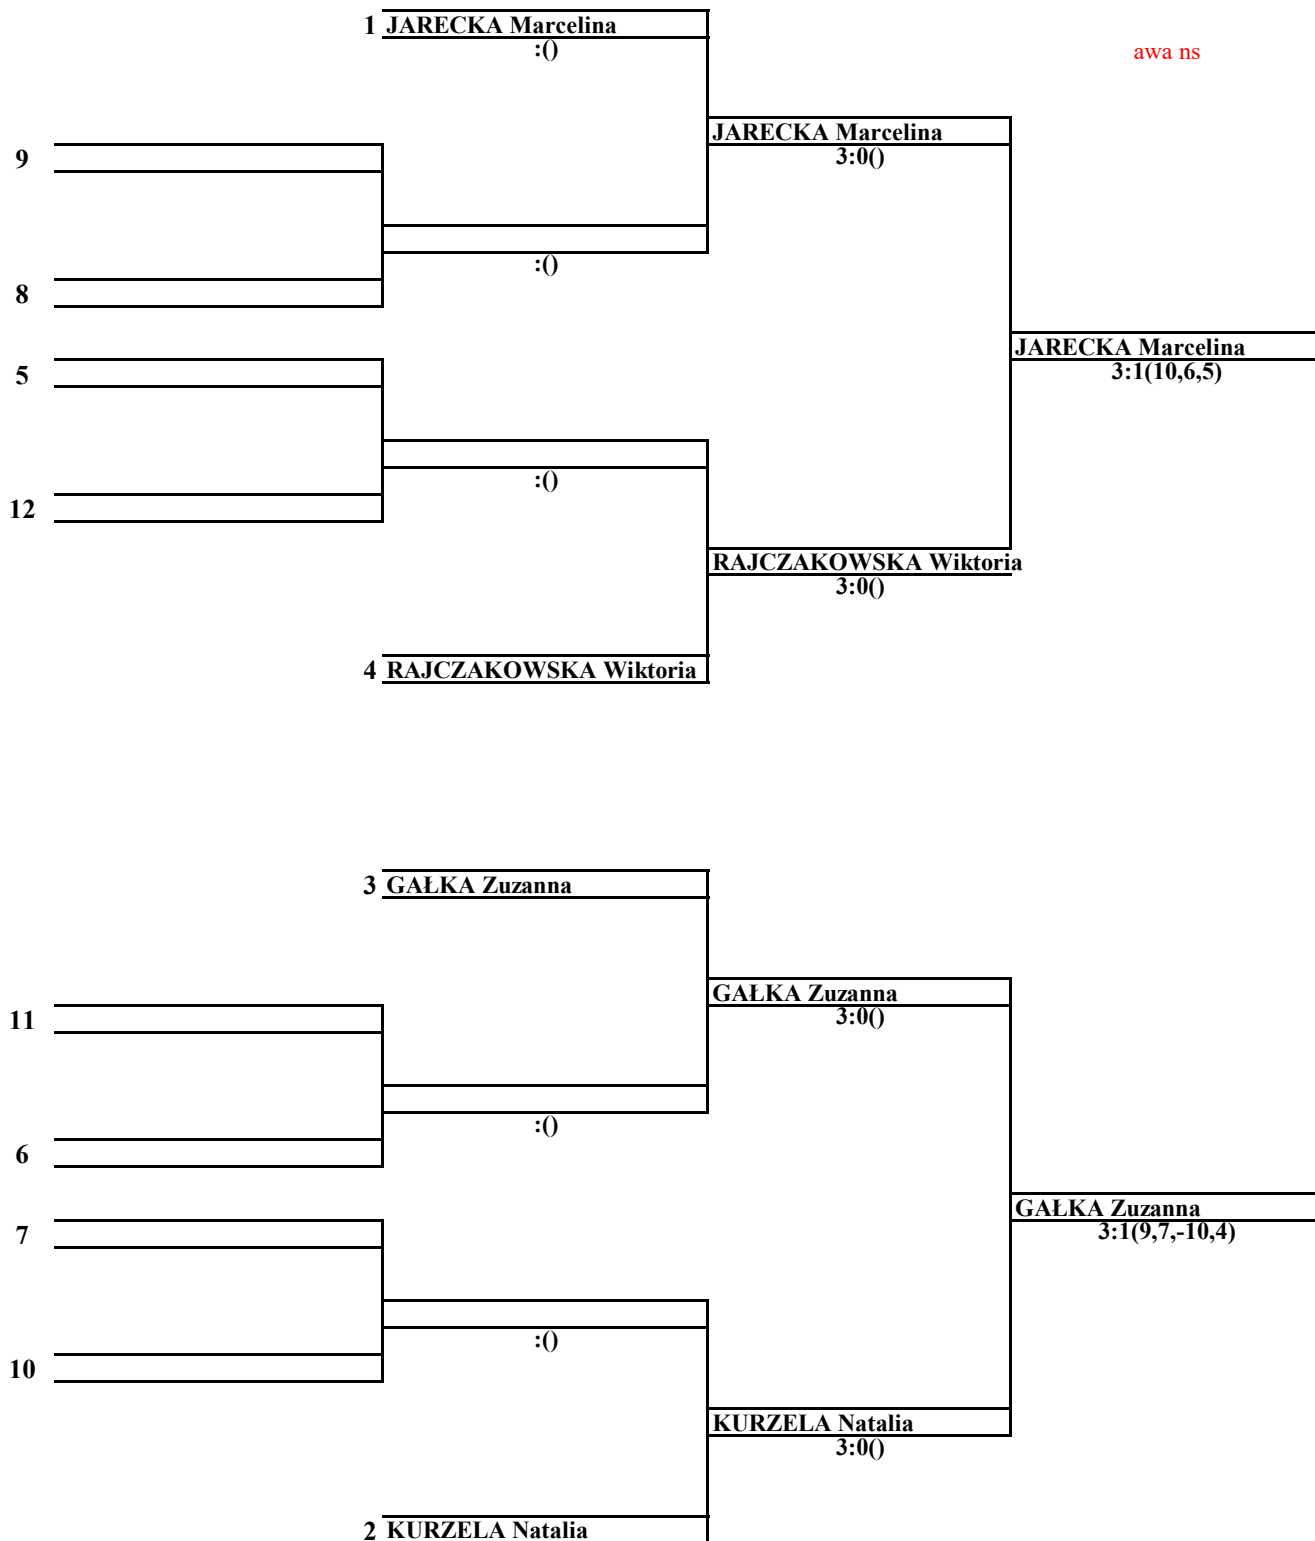 1 JARECKA Marcelina
:()
awa ns
JARECKA Marcelina
3:0()
9
:()
8
JARECKA Marcelina
3:1(10,6,5)
5
:()
12
RAJCZAKOWSKA Wiktoria
3:0()
4 RAJCZAKOWSKA Wiktoria
3 GAŁKA Zuzanna
GAŁKA Zuzanna
3:0()
11
:()
6
GAŁKA Zuzanna
3:1(9,7,-10,4)
7
:()
10
KURZELA Natalia
3:0()
2 KURZELA Natalia